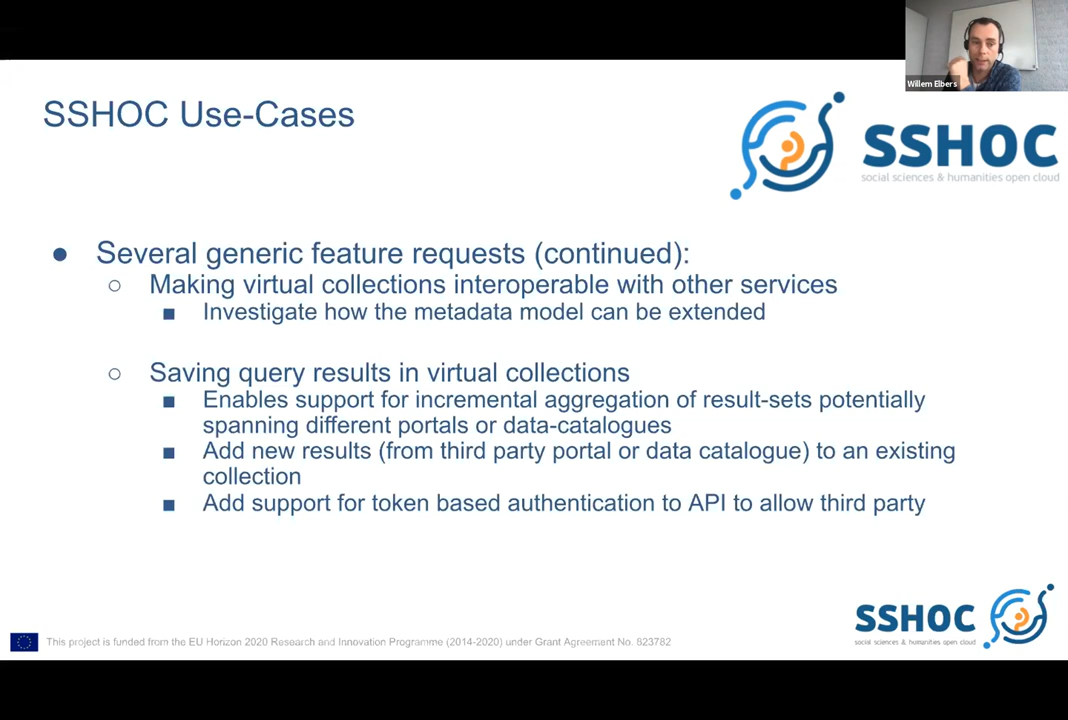 Willem Elbers
SSHOC Use-Cases
SSHOC
social sciences & humanities open cloud
● Several generic feature requests (continued):
○ Making virtual collections interoperable with other services
■ Investigate how the metadata model can be extended
○ Saving query results in virtual collections
■ Enables support for incremental aggregation of result-sets potentially
spanning different portals or data-catalogues
■ Add new results (from third party portal or data catalogue) to an existing
collection
■ Add support for token based authentication to API to allow third party
SSHOC
social sciences & humanities open cloud
This project is funded from the EU Horizon 2020 Research and Innovation Programme (2014-2020) under Grant Agreement No. 823782